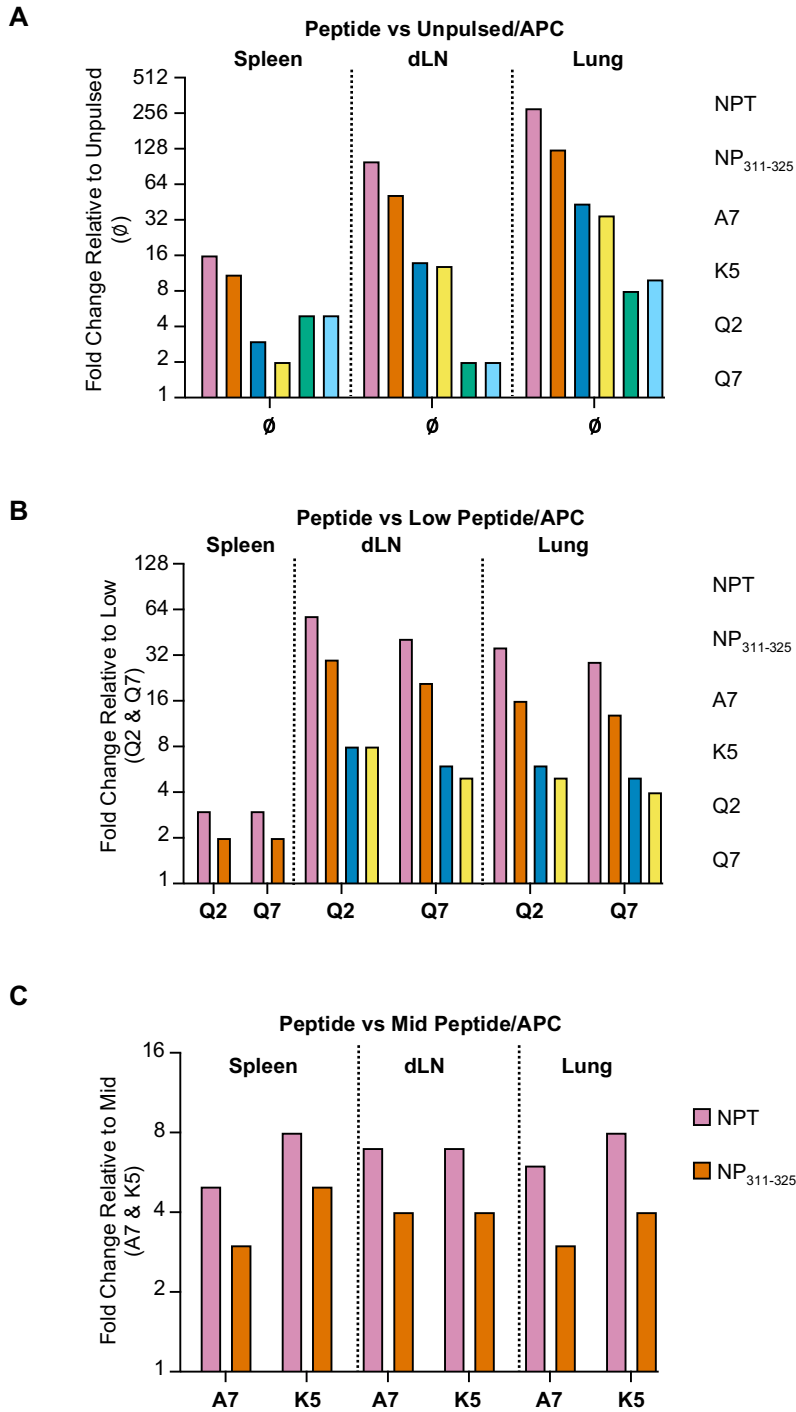 A
Peptide vs Unpulsed/APC
Spleen dLN Lung
Fold Change Relative to Unpulsed
(ø)
512
256
128
64
32
16
8
4
2
1
ø ø ø
NPT
NP311-325
A7
K5
Q2
Q7
B
Peptide vs Low Peptide/APC
Spleen dLN Lung
Fold Change Relative to Low
(Q2 & Q7)
128
64
32
16
8
4
2
1
Q2 Q7 Q2 Q7 Q2 Q7
NPT
NP311-325
A7
K5
Q2
Q7
C
Peptide vs Mid Peptide/APC
Spleen dLN Lung
Fold Change Relative to Mid
(A7 & K5)
16
8
4
2
1
A7 K5 A7 K5 A7 K5
NPT
NP311-325